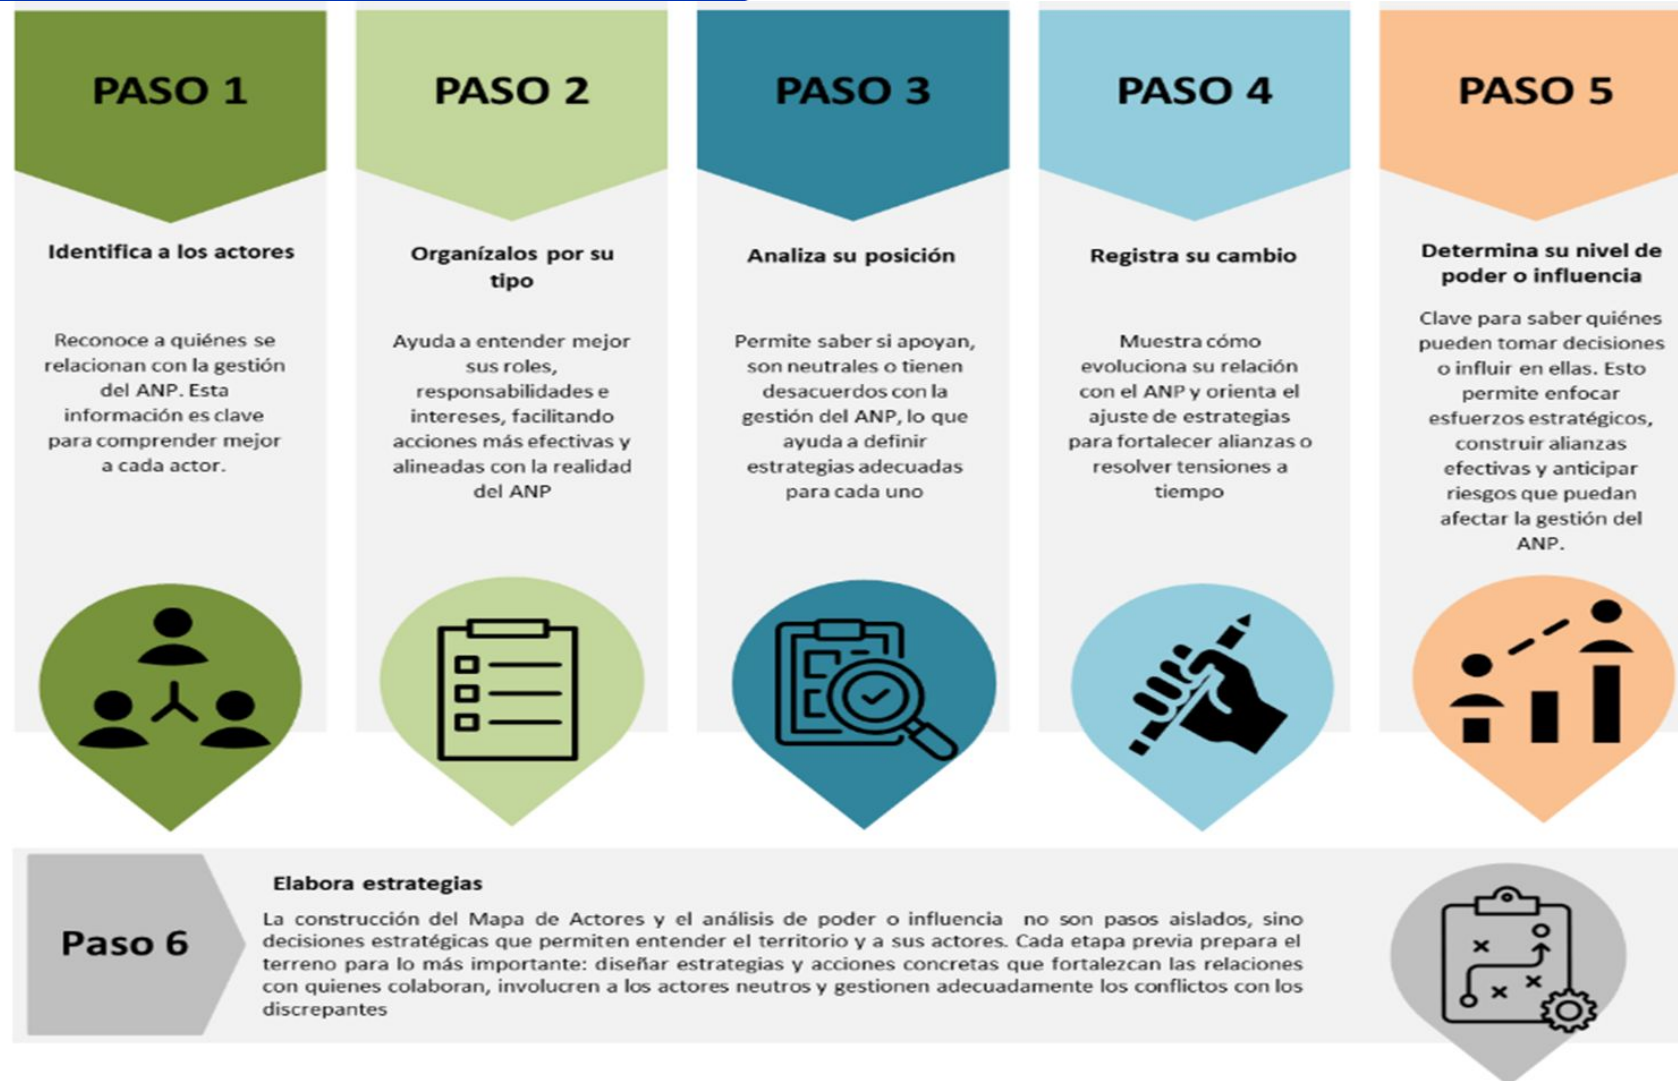 PASO 1
Identifica a los actores
Reconoce a quiénes se
relacionan con la gestión
del ANP. Esta
información es clave
para comprender mejor
a cada actor.
PASO 2
Organízalos por su
tipo
Ayuda a entender mejor
sus roles,
responsabilidades e
intereses, facilitando
acciones más efectivas y
alineadas con la realidad
del ANP
PASO 3
Analiza su posición
Permite saber si apoyan,
son neutrales o tienen
desacuerdos con la
gestión del ANP, lo que
ayuda a definir
estrategias adecuadas
para cada uno
PASO 4
Registra su cambio
Muestra cómo
evoluciona su relación
con el ANP y orienta el
ajuste de estrategias
para fortalecer alianzas o
resolver tensiones a
tiempo
PASO 5
Determina su nivel de
poder o influencia
Clave para saber quiénes
pueden tomar decisiones
o influir en ellas. Esto
permite enfocar
esfuerzos estratégicos,
construir alianzas
efectivas y anticipar
riesgos que puedan
afectar la gestión del
ANP.
Paso 6
Elabora estrategias
La construcción del Mapa de Actores y el análisis de poder o influencia no son pasos aislados, sino
decisiones estratégicas que permiten entender el territorio y a sus actores. Cada etapa previa prepara el
terreno para lo más importante: diseñar estrategias y acciones concretas que fortalezcan las relaciones
con quienes colaboran, involucren a los actores neutros y gestionen adecuadamente los conflictos con los
discrepantes